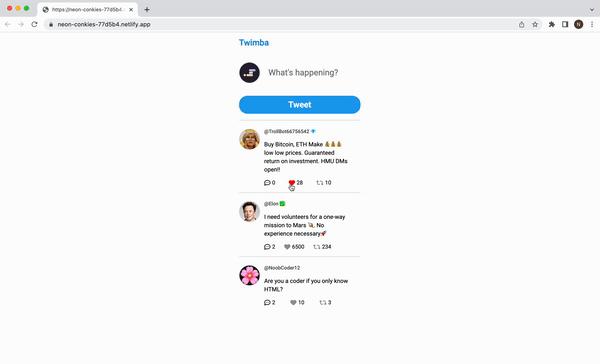 https://neon-conkies-77d5b4
neon-conkies-77d5b4.netlify.app
N
Twimba
What's happening?
Tweet
@TrollBot66756542 💎
Buy Bitcoin, ETH Make 💰💰💰
low low prices. Guaranteed
return on investment. HMU DMs
open!!
0 28 10
@Elon ✅
I need volunteers for a one-way
mission to Mars 💫. No
experience necessary🚀
2 6500 234
@NoobCoder12
Are you a coder if you only know
HTML?
2 10 3